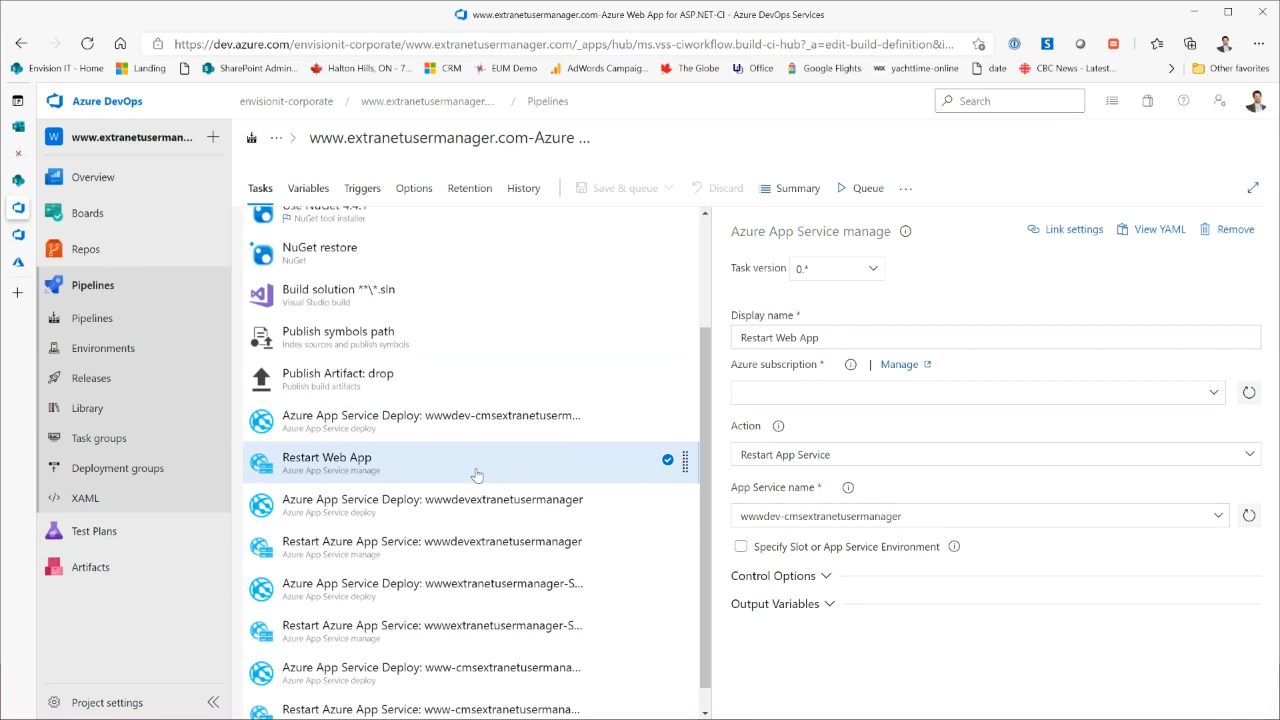 www.extranetusermanager.com-Azure Web App for ASP.NET-CI - Azure DevOps Services
https://dev.azure.com/envisionit-corporate/www.extranetusermanager.com/_apps/hub/ms.vss-ciworkflow.build-ci-hub?_a=edit-build-definition&i...
Envision IT - Home
Landing
SharePoint Admin...
Halton Hills, ON - 7...
CRM
EUM Demo
AdWords Campaig...
The Globe
Office
Google Flights
wix yachttime-online
date
CBC News - Latest...
Other favorites
Azure DevOps
envisionit-corporate / www.extranetusermanager.... / Pipelines
Search
W www.extranetuserman...
www.extranetusermanager.com-Azure ...
Overview
Boards
Repos
Pipelines
Pipelines
Environments
Releases
Library
Task groups
Deployment groups
XAML
Test Plans
Artifacts
Project settings
Tasks
Variables
Triggers
Options
Retention
History
Save & queue
Discard
Summary
Queue
Use NuGet 4.4.1
NuGet tool installer
NuGet restore
NuGet
Build solution **\*.sln
Visual Studio build
Publish symbols path
Index sources and publish symbols
Publish Artifact: drop
Publish build artifacts
Azure App Service Deploy: wwwdev-cmsextranetuserm...
Azure App Service deploy
Restart Web App
Azure App Service manage
Azure App Service Deploy: wwwdevextranetusermanager
Azure App Service deploy
Restart Azure App Service: wwwdevextranetusermanager
Azure App Service manage
Azure App Service Deploy: wwwextranetusermanager-S...
Azure App Service deploy
Restart Azure App Service: wwwextranetusermanager-S...
Azure App Service manage
Azure App Service Deploy: www-cmsextranetusermana...
Azure App Service deploy
Restart Azure App Service: www-cmsextranetusermana...
Azure App Service manage
Link settings
View YAML
Remove
Task version 0.*
Display name *
Restart Web App
Azure subscription * | Manage
Action
Restart App Service
App Service name *
wwwdev-cmsextranetusermanager
Specify Slot or App Service Environment
Control Options
Output Variables